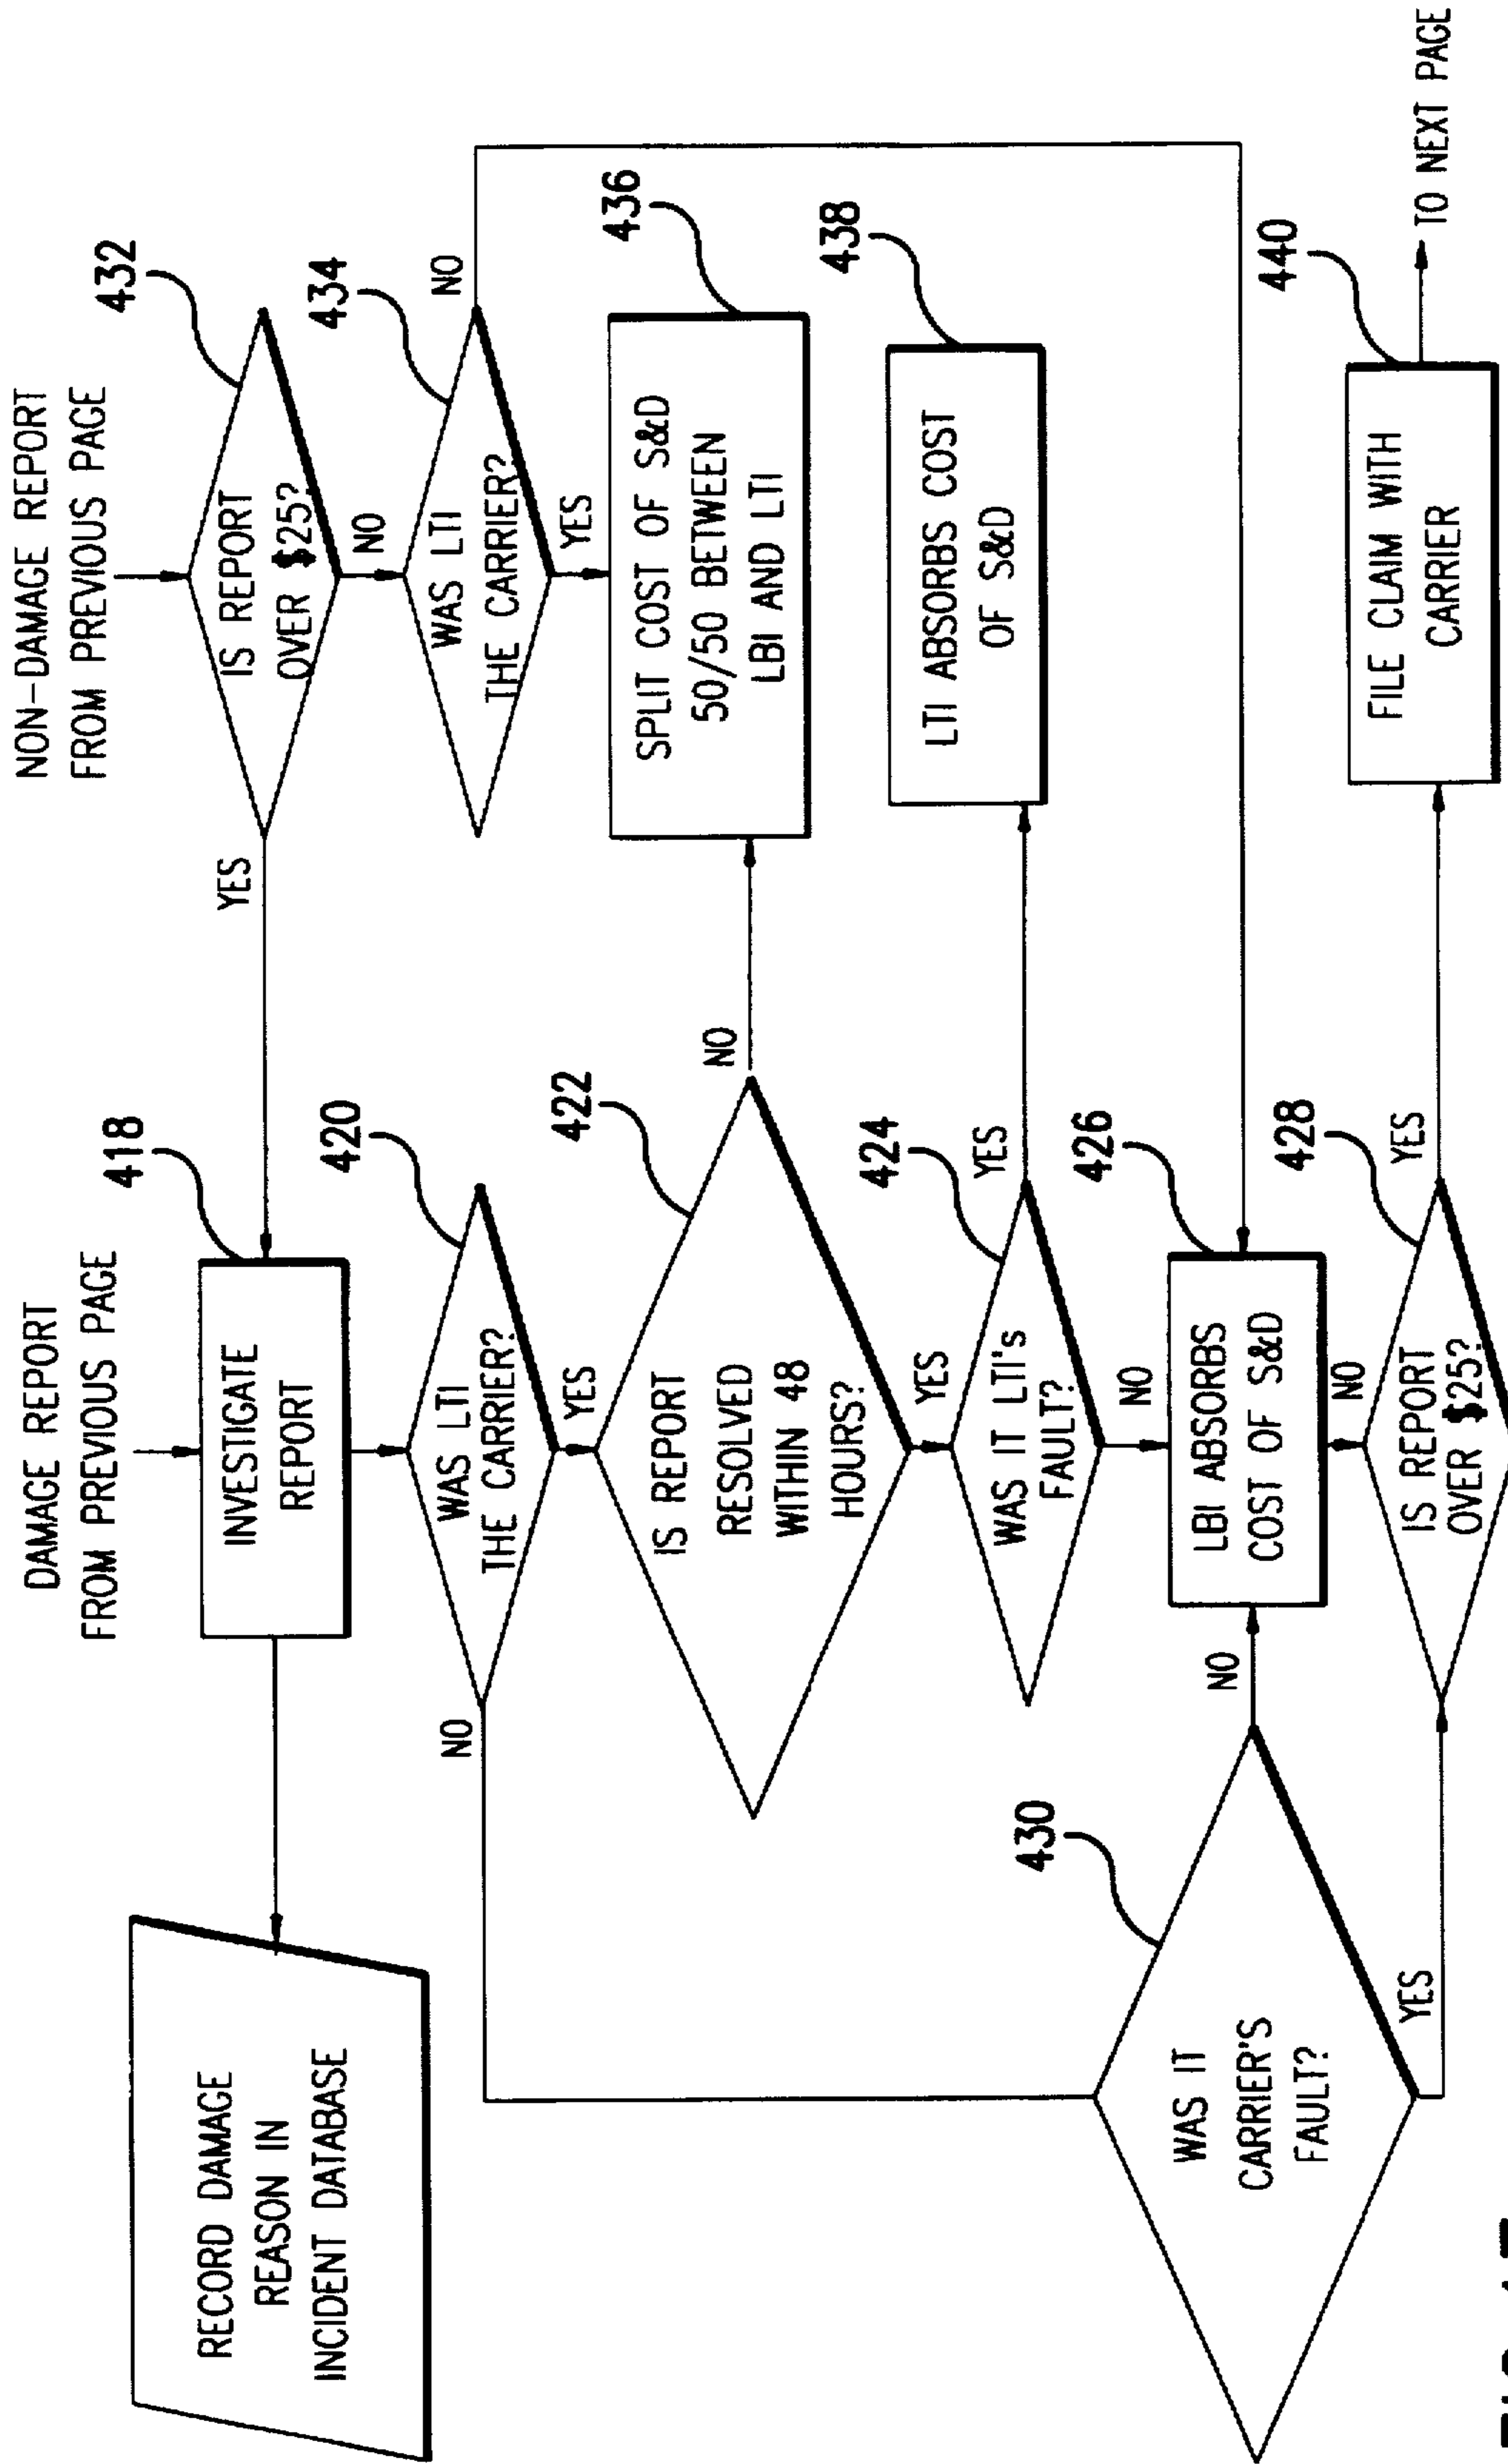 DAMAGE REPORT
FROM PREVIOUS PAGE
NON-DAMAGE REPORT
FROM PREVIOUS PAGE
RECORD DAMAGE
REASON IN
INCIDENT DATABASE
418
INVESTIGATE
REPORT
YES
432
IS REPORT
OVER $25?
NO
420
WAS LTI
THE CARRIER?
NO
YES
434
WAS LTI
THE CARRIER?
NO
YES
422
IS REPORT
RESOLVED
WITHIN 48
HOURS?
NO
YES
436
SPLIT COST OF S&D
50/50 BETWEEN
LBI AND LTI
424
WAS IT LTI's
FAULT?
YES
NO
438
LTI ABSORBS COST
OF S&D
430
WAS IT
CARRIER'S
FAULT?
NO
YES
426
LBI ABSORBS
COST OF S&D
NO
428
IS REPORT
OVER $25?
YES
440
FILE CLAIM WITH
CARRIER
TO NEXT PAGE